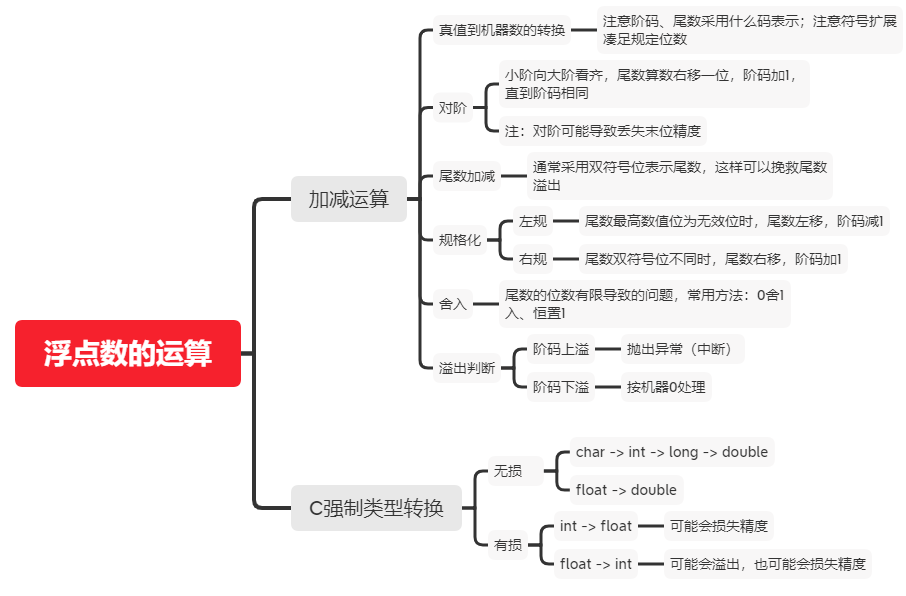 浮点数的运算
加减运算
真值到机器数的转换
注意阶码、尾数采用什么码表示；注意符号扩展
凑足规定位数
对阶
小阶向大阶看齐，尾数算数右移一位，阶码加1，
直到阶码相同
注：对阶可能导致丢失末位精度
尾数加减
通常采用双符号位表示尾数，这样可以挽救尾数
溢出
规格化
左规
尾数最高数值位为无效位时，尾数左移，阶码减1
右规
尾数双符号位不同时，尾数右移，阶码加1
舍入
尾数的位数有限导致的问题，常用方法：0舍1
入、恒置1
溢出判断
阶码上溢
抛出异常（中断）
阶码下溢
按机器0处理
C强制类型转换
无损
char -> int -> long -> double
float -> double
有损
int -> float
可能会损失精度
float -> int
可能会溢出，也可能会损失精度